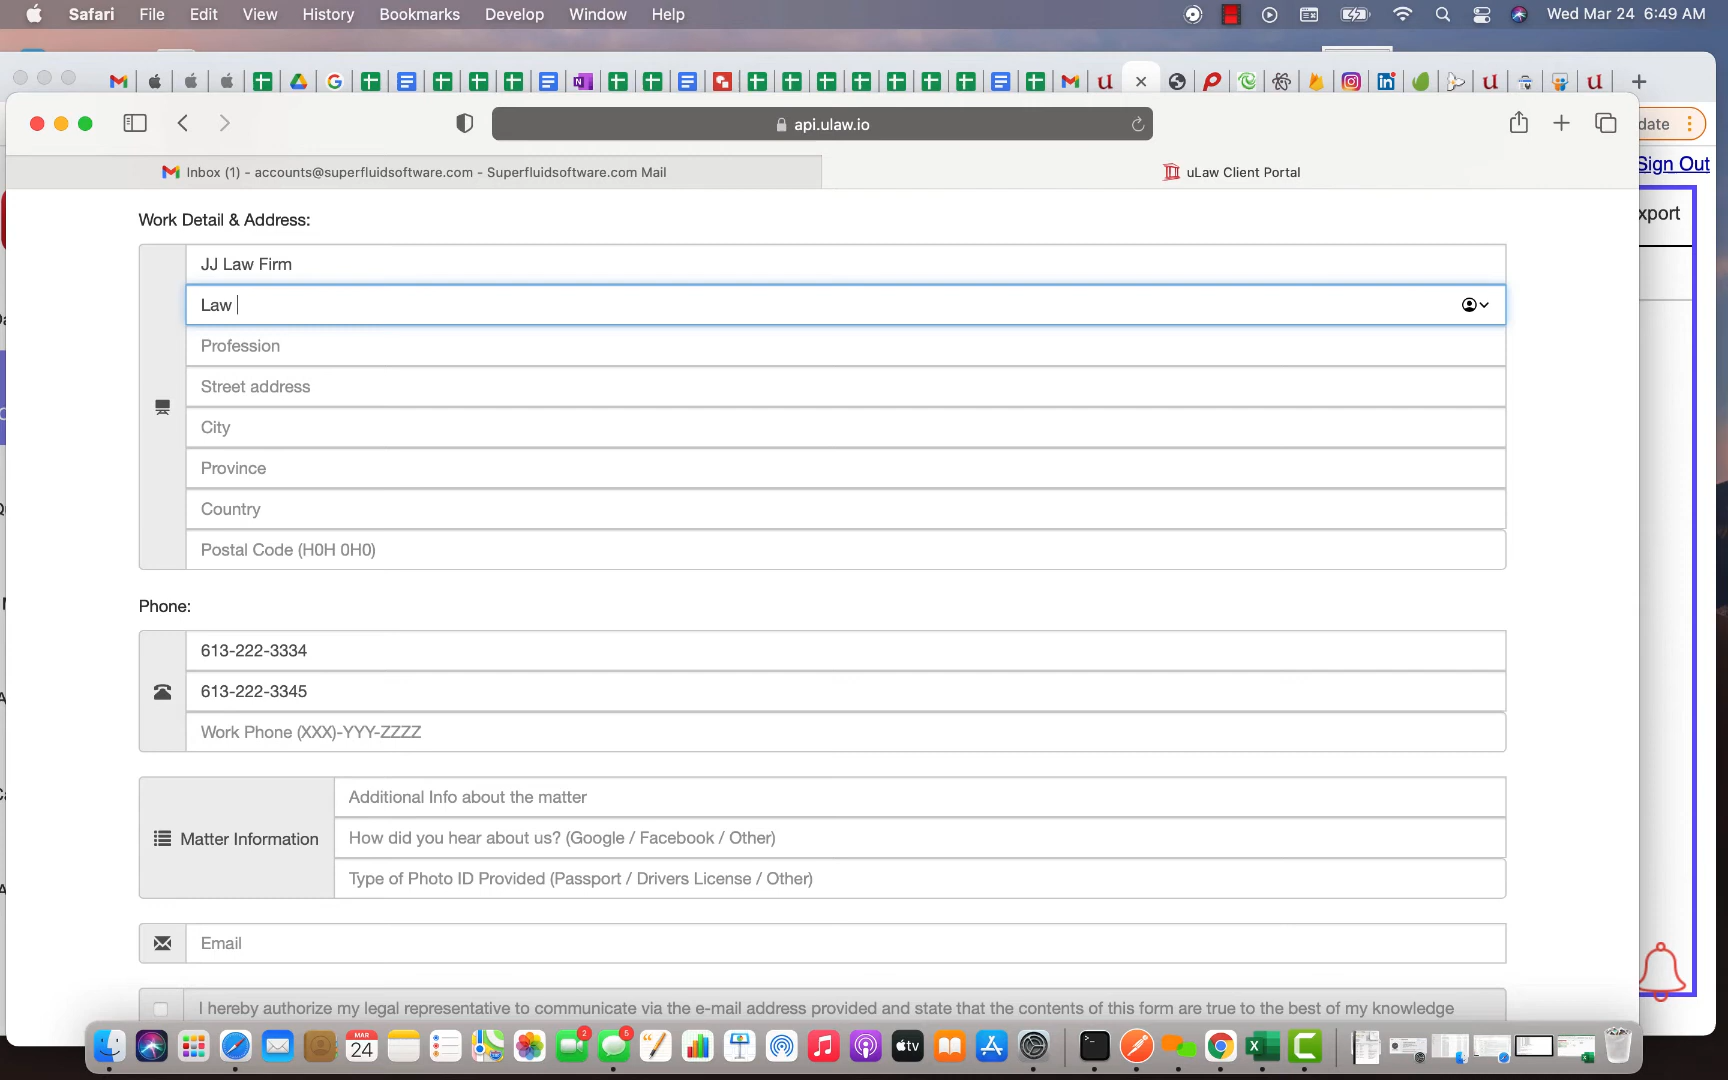 Safari File Edit View History Bookmarks Develop Window Help Wed Mar 24 6:49 AM
api.ulaw.io
date
Sign Out
Inbox (1) - accounts@superfluidsoftware.com - Superfluidsoftware.com Mail
uLaw Client Portal
xport
Work Detail & Address:
JJ Law Firm
Law
Profession
Street address
City
Province
Country
Postal Code (H0H 0H0)
Phone:
613-222-3334
613-222-3345
Work Phone (XXX)-YYY-ZZZZ
Additional Info about the matter
Matter Information
How did you hear about us? (Google / Facebook / Other)
Type of Photo ID Provided (Passport / Drivers License / Other)
Email
I hereby authorize my legal representative to communicate via the e-mail address provided and state that the contents of this form are true to the best of my knowledge
MAR
24
2
5
tv